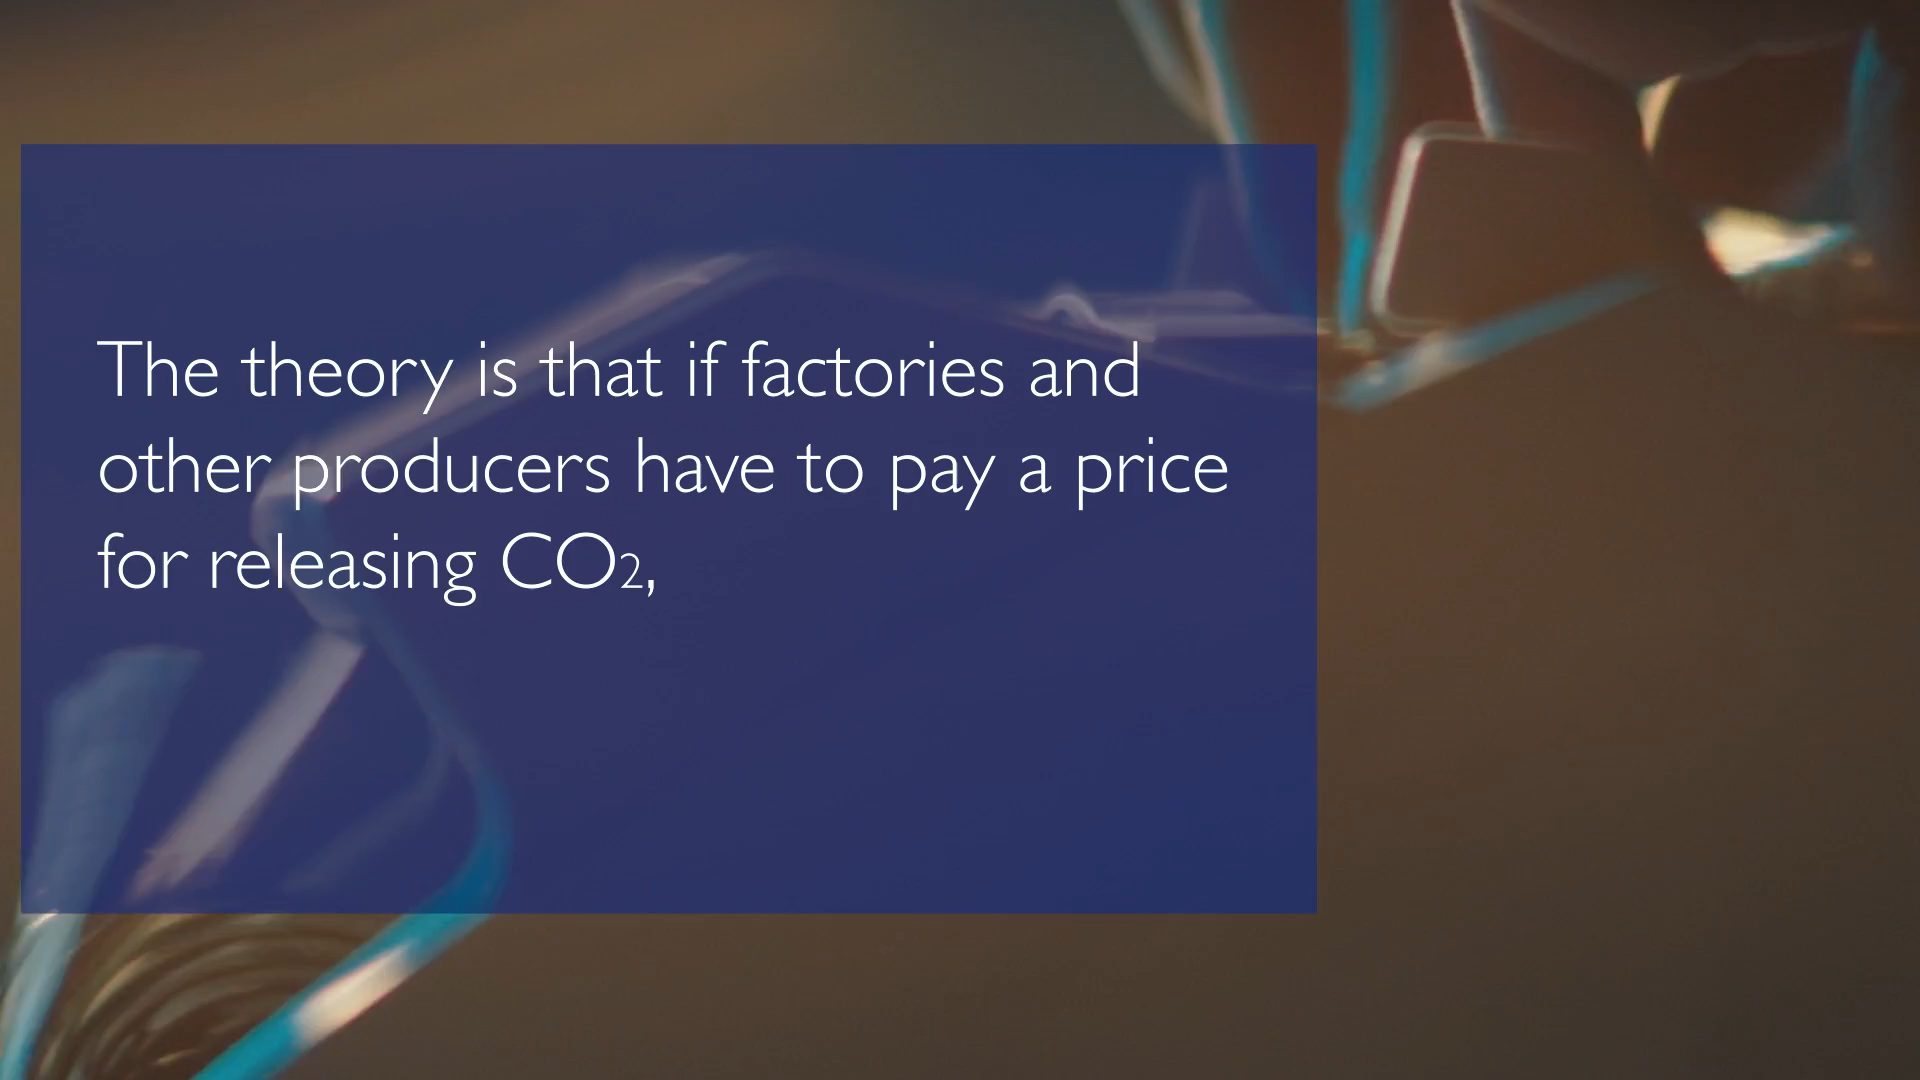 The theory is that if factories and
other producers have to pay a price
for releasing CO₂,